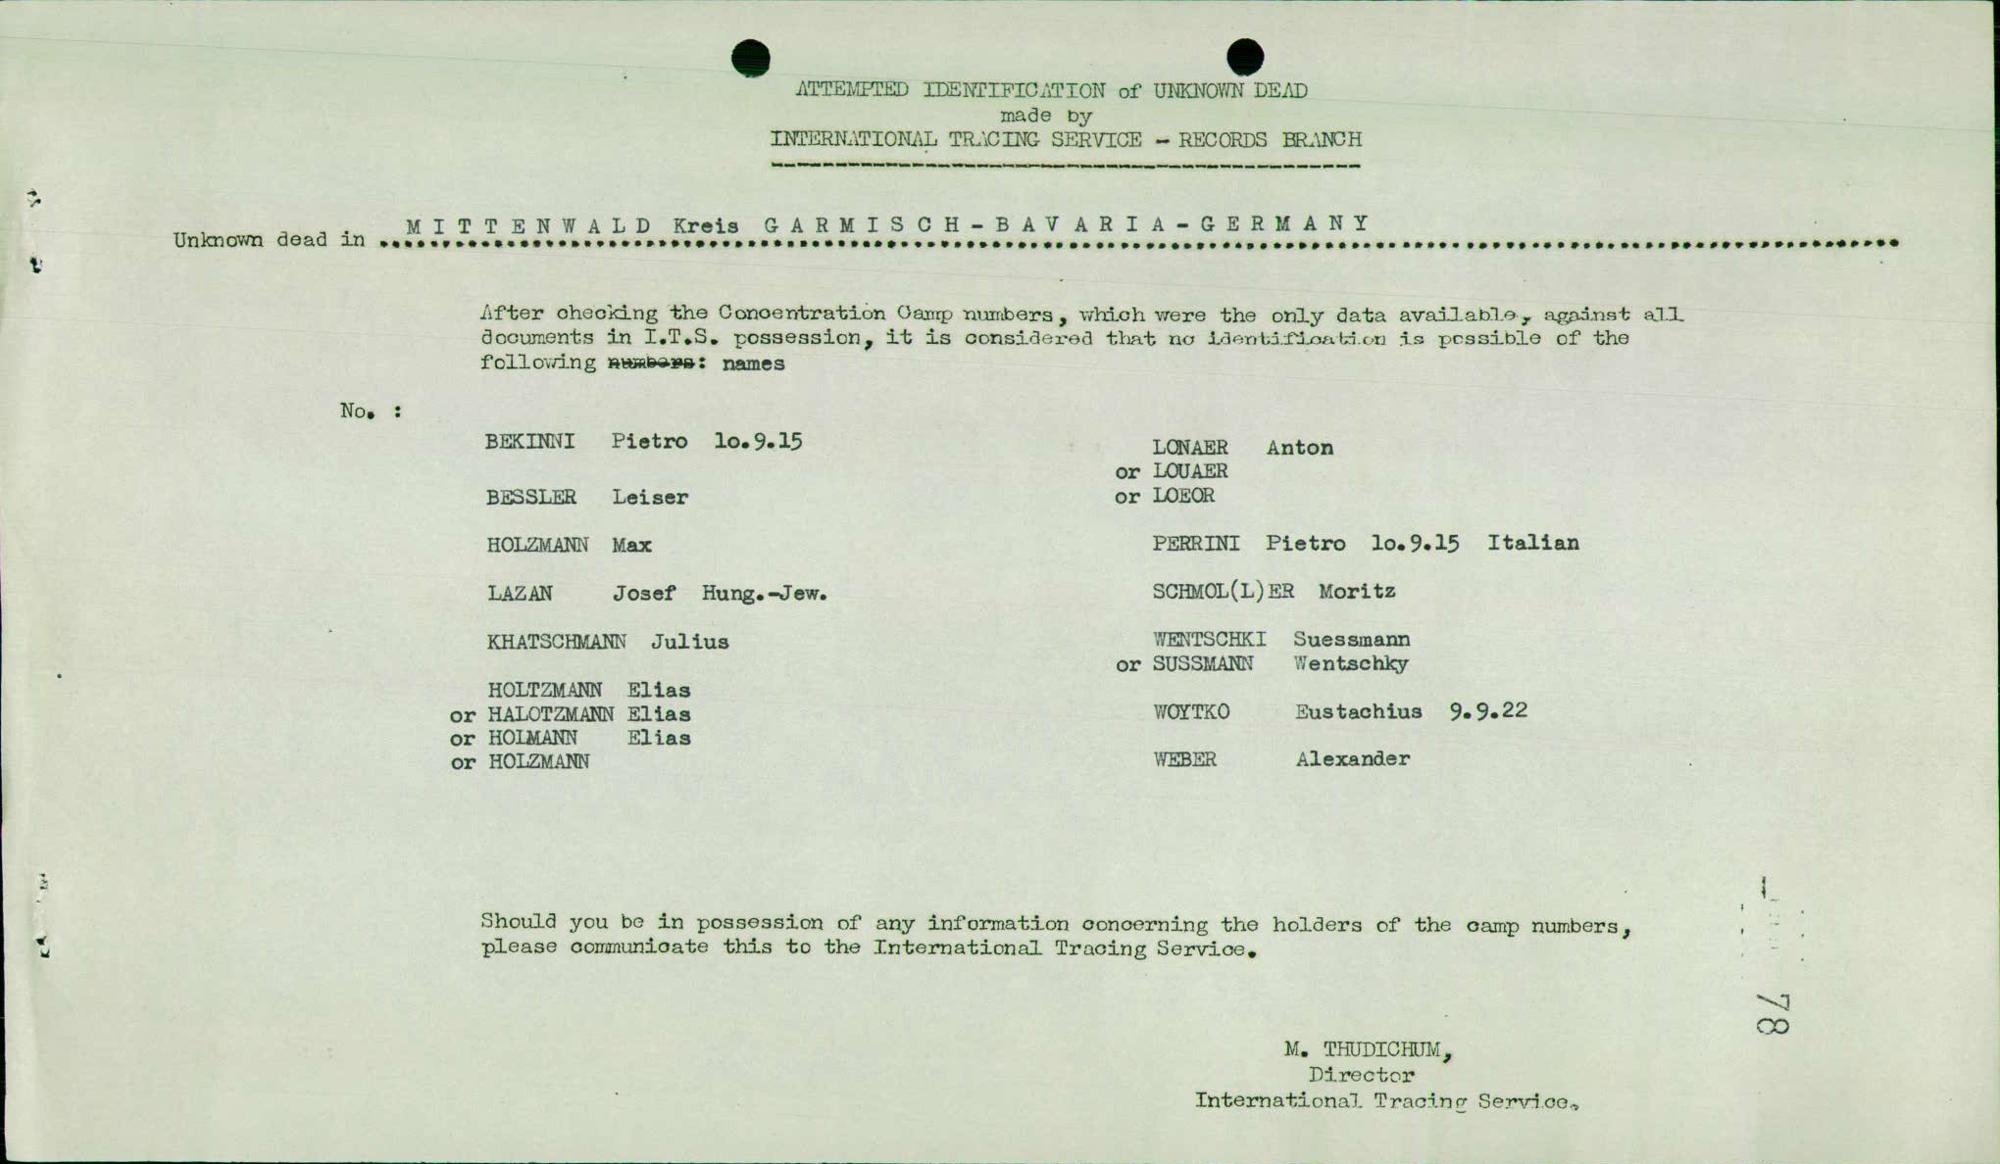 ATTEMPTED IDENTIFICATION of UNKNOWN DEAD
made by
INTERNATIONAL TRACING SERVICE - RECORDS BRANCH
Unknown dead in MITTENWALD Kreis GARMISCH-BAVARIA-GERMANY
After checking the Concentration Camp numbers, which were the only data available, against all
documents in I.T.S. possession, it is considered that no identification is possible of the
following numbers: names
No. :
BEKINNI Pietro lo.9.15
BESSLER Leiser
HOLZMANN Max
LAZAN Josef Hung.-Jew.
KHATSCHMANN Julius
HOLTZMANN Elias
or HALOTZMANN Elias
or HOLMANN Elias
or HOLZMANN
LONAER Anton
or LOUAER
or LOEOR
PERRINI Pietro lo.9.15 Italian
SCHMOL(L)ER Moritz
WENTSCHKI Suessmann
or SUSSMANN Wentschky
WOYTKO Eustachius 9.9.22
WEBER Alexander
Should you be in possession of any information concerning the holders of the camp numbers,
please communicate this to the International Tracing Service.
78
M. THUDICHUM,
Director
International Tracing Service.